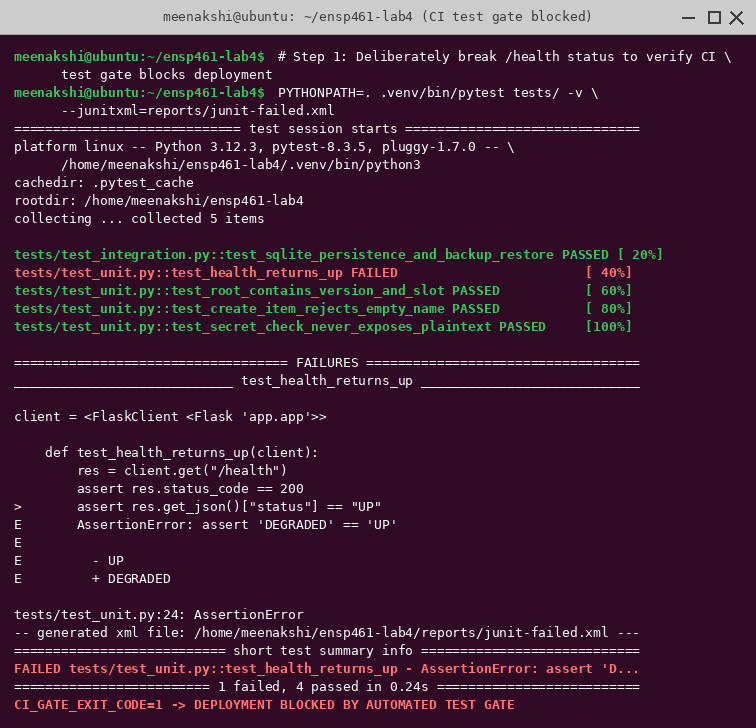 meenakshi@ubuntu: ~/ensp461-lab4 (CI test gate blocked)
meenakshi@ubuntu:~/ensp461-lab4$ # Step 1: Deliberately break /health status to verify CI \
      test gate blocks deployment
meenakshi@ubuntu:~/ensp461-lab4$ PYTHONPATH=. .venv/bin/pytest tests/ -v \
      --junitxml=reports/junit-failed.xml
============================= test session starts ==============================
platform linux -- Python 3.12.3, pytest-8.3.5, pluggy-1.7.0 -- \
      /home/meenakshi/ensp461-lab4/.venv/bin/python3
cachedir: .pytest_cache
rootdir: /home/meenakshi/ensp461-lab4
collecting ... collected 5 items
tests/test_integration.py::test_sqlite_persistence_and_backup_restore PASSED [ 20%]
tests/test_unit.py::test_health_returns_up FAILED                        [ 40%]
tests/test_unit.py::test_root_contains_version_and_slot PASSED           [ 60%]
tests/test_unit.py::test_create_item_rejects_empty_name PASSED           [ 80%]
tests/test_unit.py::test_secret_check_never_exposes_plaintext PASSED     [100%]
=================================== FAILURES ===================================
____________________________ test_health_returns_up ____________________________
client = <FlaskClient <Flask 'app.app'>>
    def test_health_returns_up(client):
        res = client.get("/health")
        assert res.status_code == 200
>       assert res.get_json()["status"] == "UP"
E       AssertionError: assert 'DEGRADED' == 'UP'
E
E         - UP
E         + DEGRADED
tests/test_unit.py:24: AssertionError
-- generated xml file: /home/meenakshi/ensp461-lab4/reports/junit-failed.xml ---
=========================== short test summary info ============================
FAILED tests/test_unit.py::test_health_returns_up - AssertionError: assert 'D...
========================= 1 failed, 4 passed in 0.24s ==========================
CI_GATE_EXIT_CODE=1 -> DEPLOYMENT BLOCKED BY AUTOMATED TEST GATE